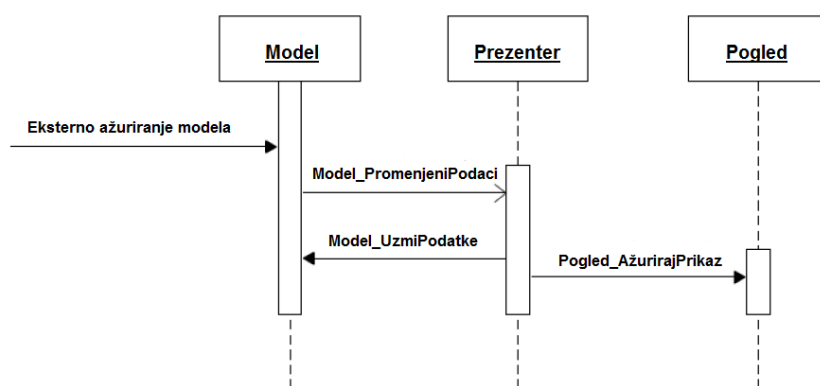 Model
Prezenter
Pogled
Eksterno ažuriranje modela
Model_PromenjeniPodaci
Model_UzmiPodatke
Pogled_AžurirajPrikaz